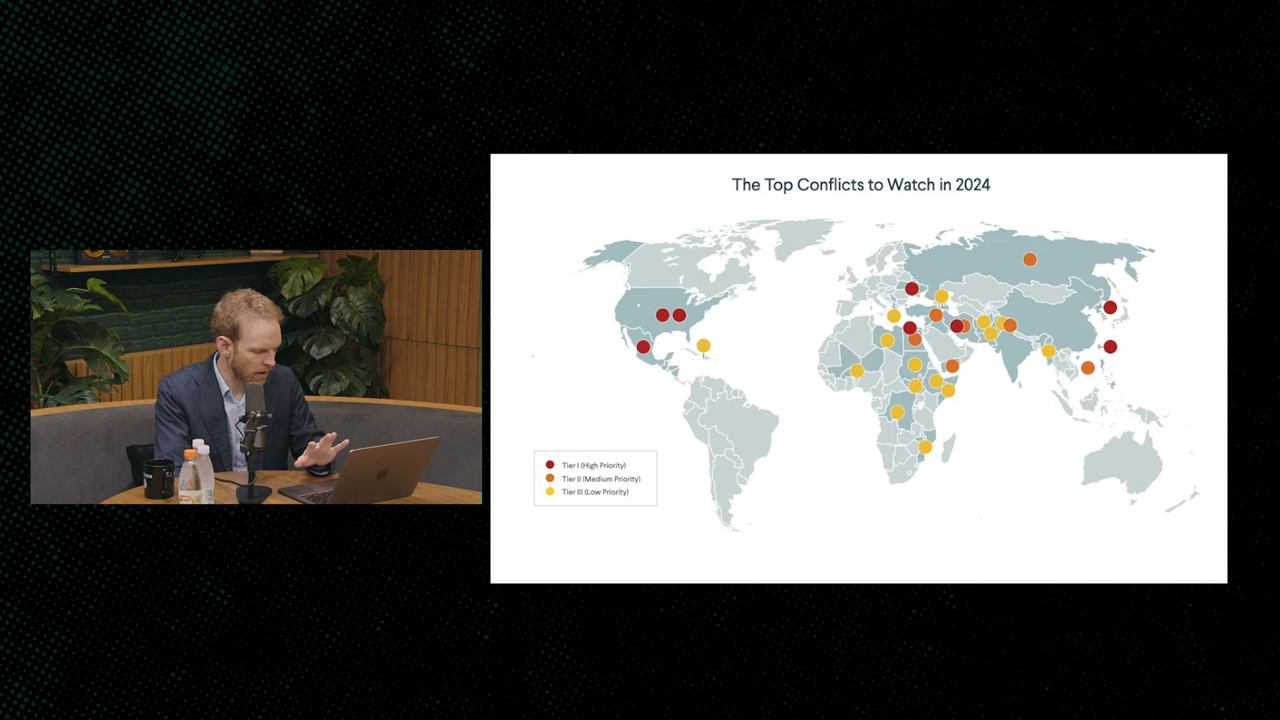 The Top Conflicts to Watch in 2024
Tier I (High Priority)
Tier II (Medium Priority)
Tier III (Low Priority)